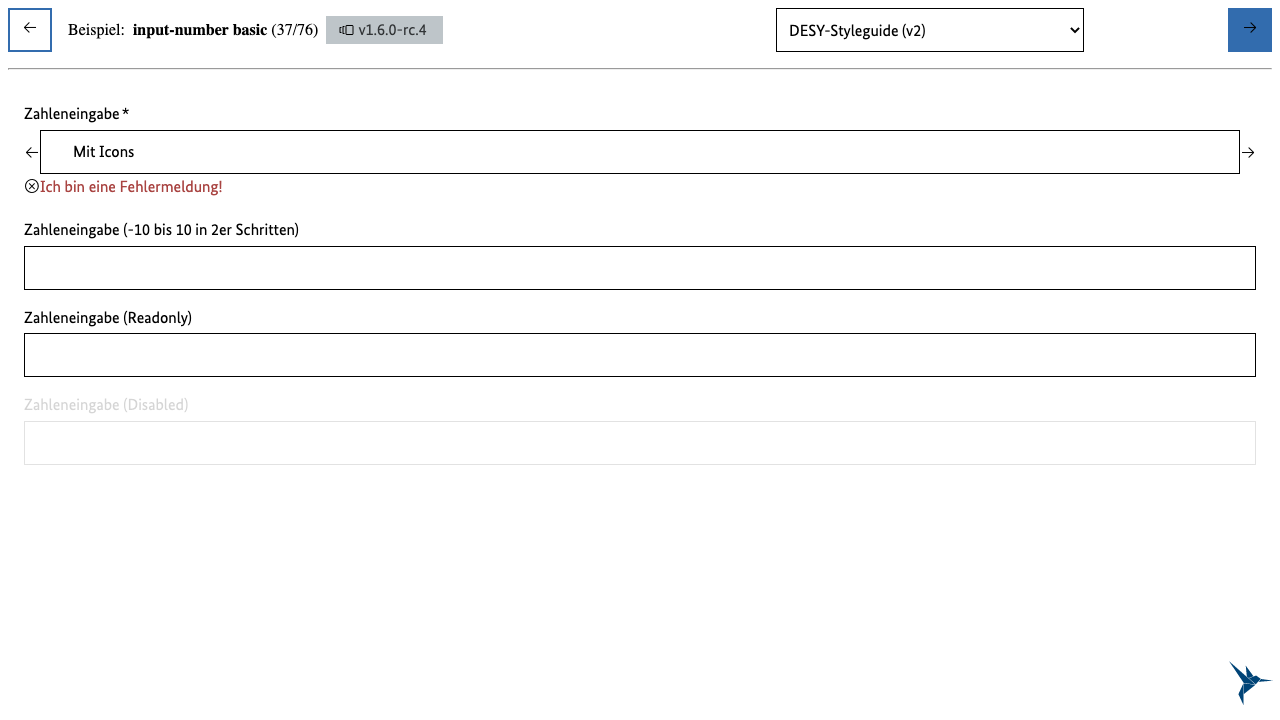 Beispiel: input-number basic (37/76) v1.6.0-rc.4 DESY-Styleguide (v2)
Zahleneingabe *
Mit Icons
Ich bin eine Fehlermeldung!
Zahleneingabe (-10 bis 10 in 2er Schritten)
Zahleneingabe (Readonly)
Zahleneingabe (Disabled)